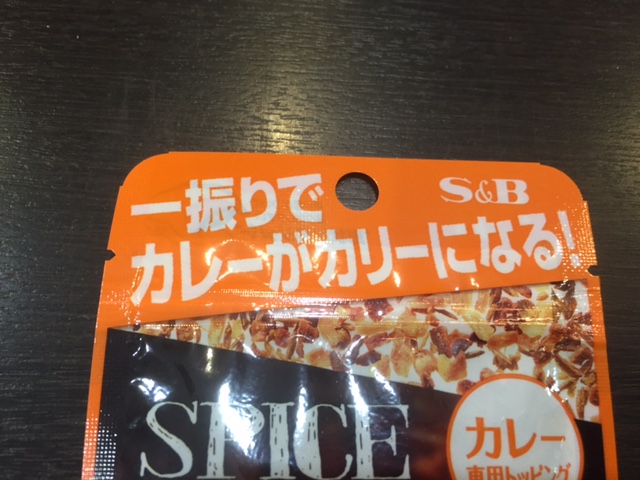 一振りで
S&B
カレーがカリーになる!
SPICE
カレー
専用トッピング